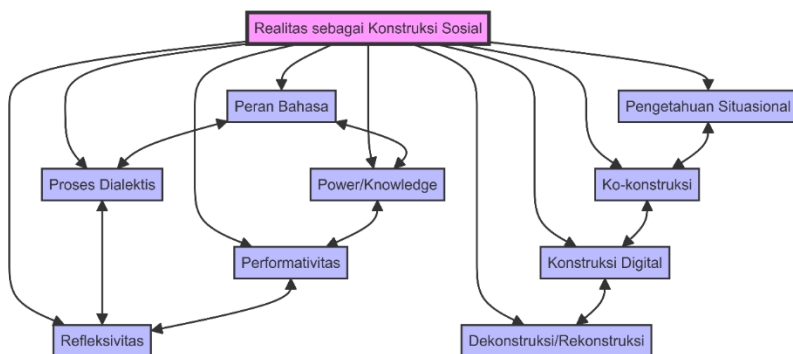 Realitas sebagai Konstruksi Sosial
Peran Bahasa
Pengetahuan Situasional
Proses Dialektis
Power/Knowledge
Ko-konstruksi
Performativitas
Konstruksi Digital
Refleksivitas
Dekonstruksi/Rekonstruksi